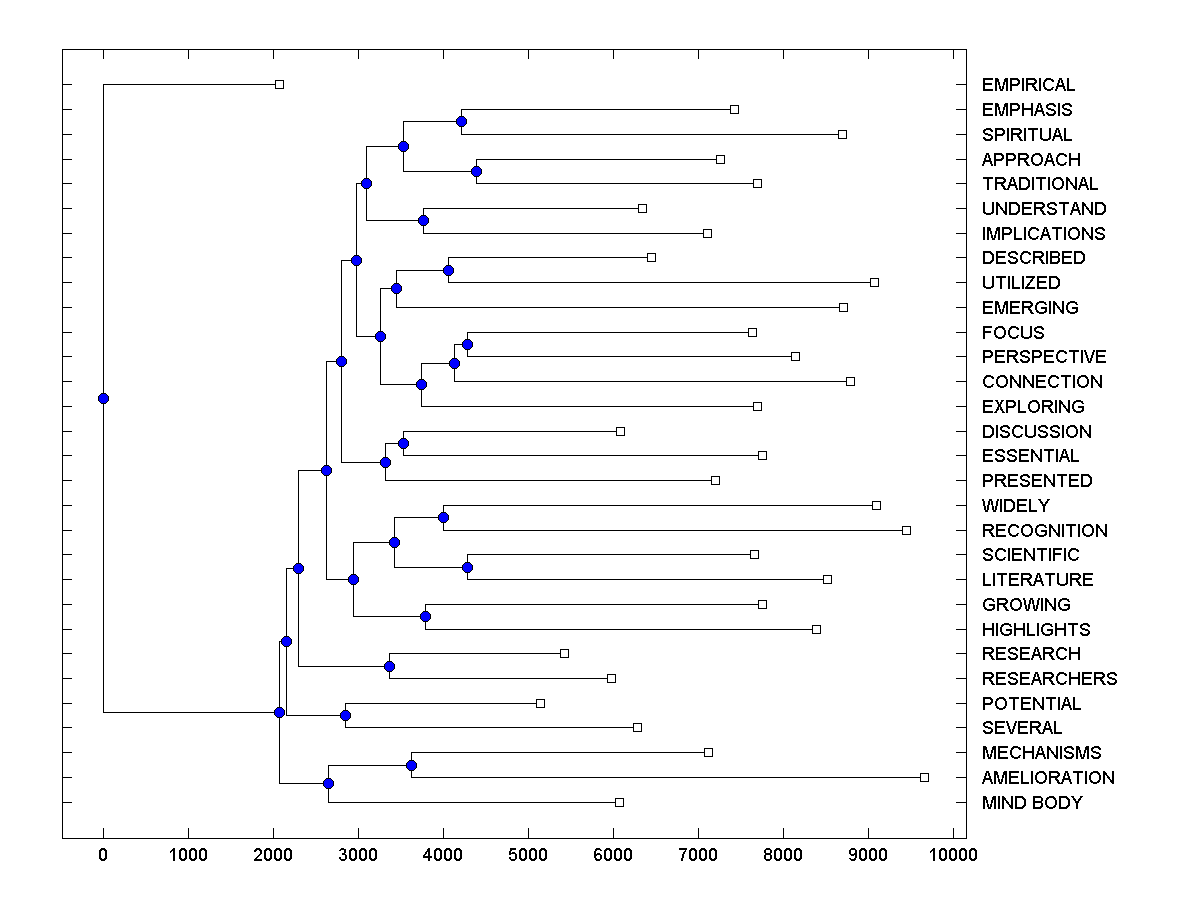 EMPIRICAL
EMPHASIS
SPIRITUAL
APPROACH
TRADITIONAL
UNDERSTAND
IMPLICATIONS
DESCRIBED
UTILIZED
EMERGING
FOCUS
PERSPECTIVE
CONNECTION
EXPLORING
DISCUSSION
ESSENTIAL
PRESENTED
WIDELY
RECOGNITION
SCIENTIFIC
LITERATURE
GROWING
HIGHLIGHTS
RESEARCH
RESEARCHERS
POTENTIAL
SEVERAL
MECHANISMS
AMELIORATION
MIND BODY
0 1000 2000 3000 4000 5000 6000 7000 8000 9000 10000